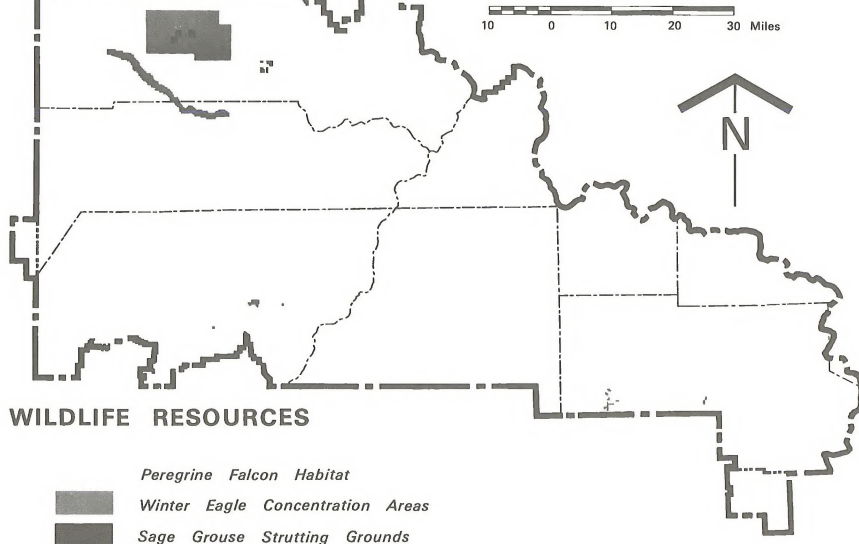 10 0 10 20 30 Miles
N
WILDLIFE RESOURCES
Peregrine Falcon Habitat
Winter Eagle Concentration Areas
Sage Grouse Strutting Grounds